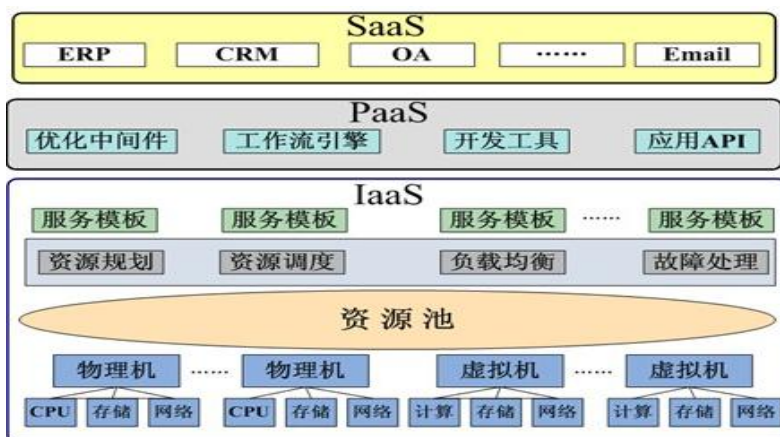 SaaS
ERP CRM OA …… Email
PaaS
优化中间件 工作流引擎 开发工具 应用API
IaaS
服务模板 服务模板 服务模板 …… 服务模板
资源规划 资源调度 负载均衡 故障处理
资源池
物理机 …… 物理机 虚拟机 …… 虚拟机
CPU 存储 网络 CPU 存储 网络 计算 存储 网络 计算 存储 网络